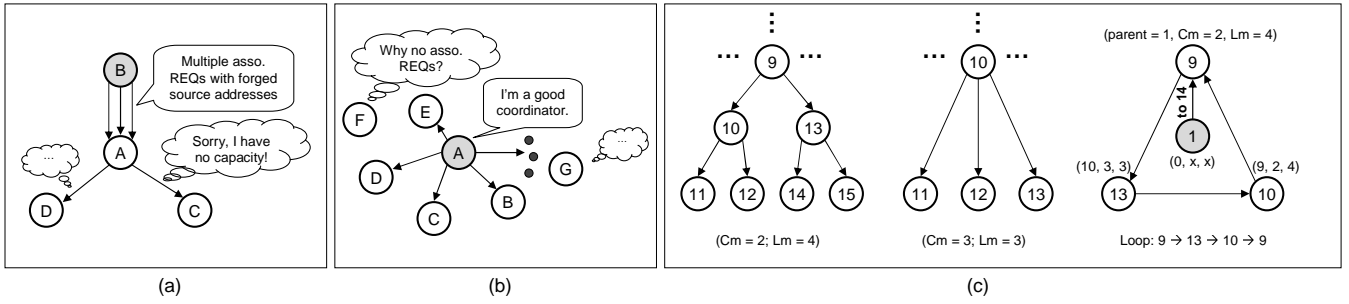 B
Multiple asso.
REQs with forged
source addresses
A
Sorry, I have
no capacity!
...
D
C
(a)
Why no asso.
REQs?
I'm a good
coordinator.
F
E
A
...
G
D
C
B
(b)
9
10
13
11
12
14
15
(Cm = 2; Lm = 4)
10
11
12
13
(Cm = 3; Lm = 3)
(parent = 1, Cm = 2, Lm = 4)
9
to 14
1
(0, x, x)
(10, 3, 3)
(9, 2, 4)
13
10
Loop: 9 → 13 → 10 → 9
(c)